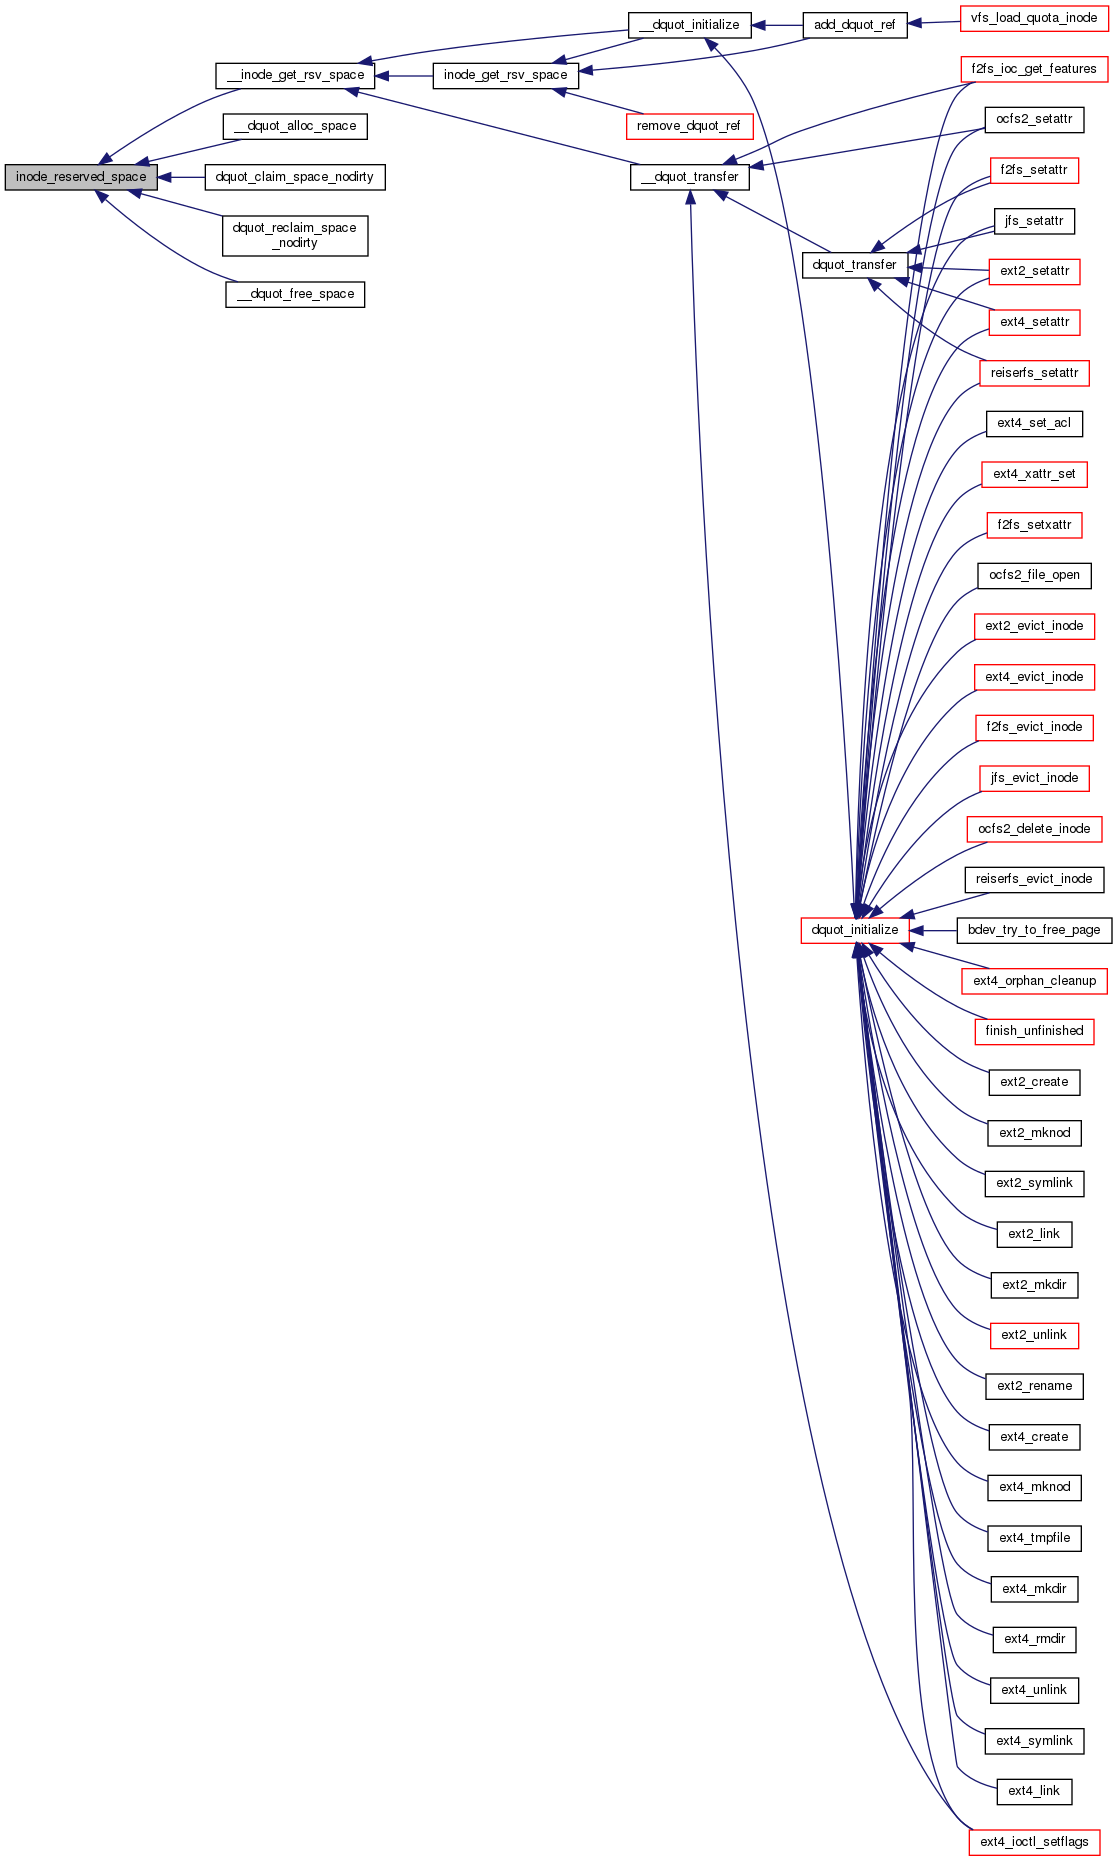 __dquot_initialize
add_dquot_ref
vfs_load_quota_inode
__inode_get_rsv_space
inode_get_rsv_space
f2fs_ioc_get_features
__dquot_alloc_space
remove_dquot_ref
ocfs2_setattr
inode_reserved_space
dquot_claim_space_nodirty
__dquot_transfer
f2fs_setattr
dquot_reclaim_space
_nodirty
jfs_setattr
dquot_transfer
ext2_setattr
__dquot_free_space
ext4_setattr
reiserfs_setattr
ext4_set_acl
ext4_xattr_set
f2fs_setxattr
ocfs2_file_open
ext2_evict_inode
ext4_evict_inode
f2fs_evict_inode
jfs_evict_inode
ocfs2_delete_inode
reiserfs_evict_inode
dquot_initialize
bdev_try_to_free_page
ext4_orphan_cleanup
finish_unfinished
ext2_create
ext2_mknod
ext2_symlink
ext2_link
ext2_mkdir
ext2_unlink
ext2_rename
ext4_create
ext4_mknod
ext4_tmpfile
ext4_mkdir
ext4_rmdir
ext4_unlink
ext4_symlink
ext4_link
ext4_ioctl_setflags